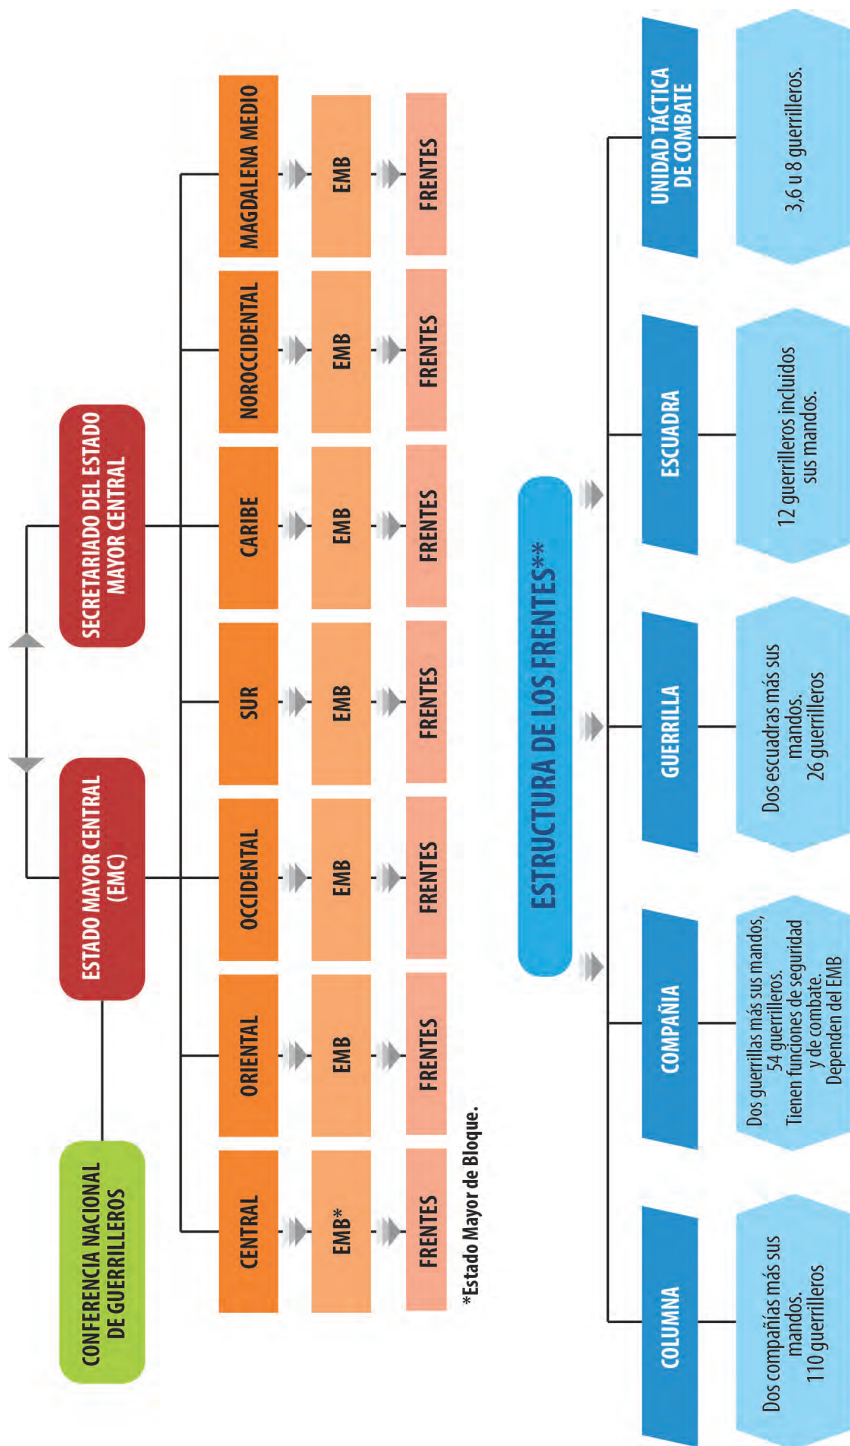 CONFERENCIA NACIONAL
DE GUERRILLEROS
ESTADO MAYOR CENTRAL
(EMC)
SECRETARIADO DEL ESTADO
MAYOR CENTRAL
CENTRAL
ORIENTAL
OCCIDENTAL
SUR
CARIBE
NOROCCIDENTAL
MAGDALENA MEDIO
EMB*
EMB
EMB
EMB
EMB
EMB
EMB
FRENTES
FRENTES
FRENTES
FRENTES
FRENTES
FRENTES
FRENTES
*Estado Mayor de Bloque.
ESTRUCTURA DE LOS FRENTES**
COLUMNA
COMPAÑIA
GUERRILLA
ESCUADRA
UNIDAD TÁCTICA
DE COMBATE
Dos compañías más sus
mandos.
110 guerrilleros
Dos guerrillas más sus mandos,
54 guerrilleros.
Tienen funciones de seguridad
y de combate.
Dependen del EMB
Dos escuadras más sus
mandos.
26 guerrilleros
12 guerrilleros incluidos
sus mandos.
3,6 u 8 guerrilleros.